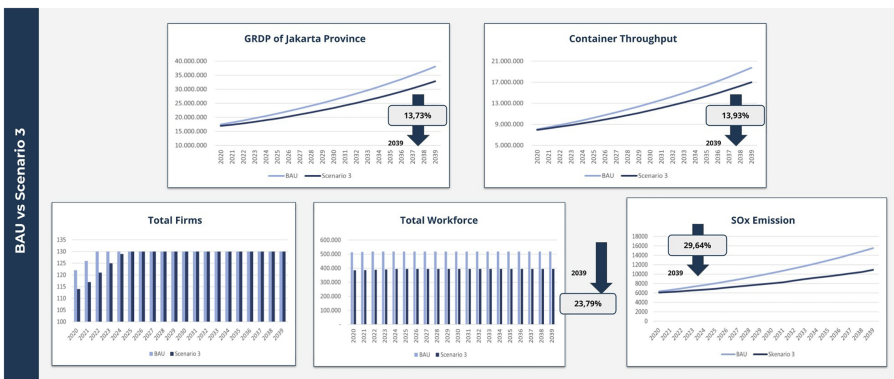 BAU vs Scenario 3
GRDP of Jakarta Province
40.000.000
35.000.000
30.000.000
25.000.000
20.000.000
15.000.000
10.000.000
13,73%
2039
2020 2021 2022 2023 2024 2025 2026 2027 2028 2029 2030 2031 2032 2033 2034 2035 2036 2037 2038 2039
BAU Scenario 3
Container Throughput
21.000.000
17.000.000
13.000.000
9.000.000
5.000.000
13,93%
2039
2020 2021 2022 2023 2024 2025 2026 2027 2028 2029 2030 2031 2032 2033 2034 2035 2036 2037 2038 2039
BAU Scenario 3
Total Firms
135
130
125
120
115
110
105
100
2020 2021 2022 2023 2024 2025 2026 2027 2028 2029 2030 2031 2032 2033 2034 2035 2036 2037 2038 2039
BAU Scenario 3
Total Workforce
600.000
500.000
400.000
300.000
200.000
100.000
-
2020 2021 2022 2023 2024 2025 2026 2027 2028 2029 2030 2031 2032 2033 2034 2035 2036 2037 2038 2039
BAU Scenario 3
2039
23,79%
SOx Emission
18000
16000
14000
12000
10000
8000
6000
4000
2000
0
29,64%
2039
2020 2021 2022 2023 2024 2025 2026 2027 2028 2029 2030 2031 2032 2033 2034 2035 2036 2037 2038 2039
BAU Skenario 3